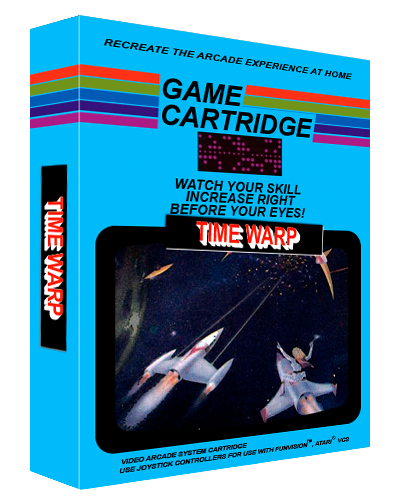 RECREATE THE ARCADE EXPERIENCE AT HOME
GAME
CARTRIDGE
WATCH YOUR SKILL
INCREASE RIGHT
BEFORE YOUR EYES!
TIME WARP
TIME WARP
VIDEO ARCADE SYSTEM CARTRIDGE
USE JOYSTICK CONTROLLERS FOR USE WITH FUNVISION™, ATARI® VCS